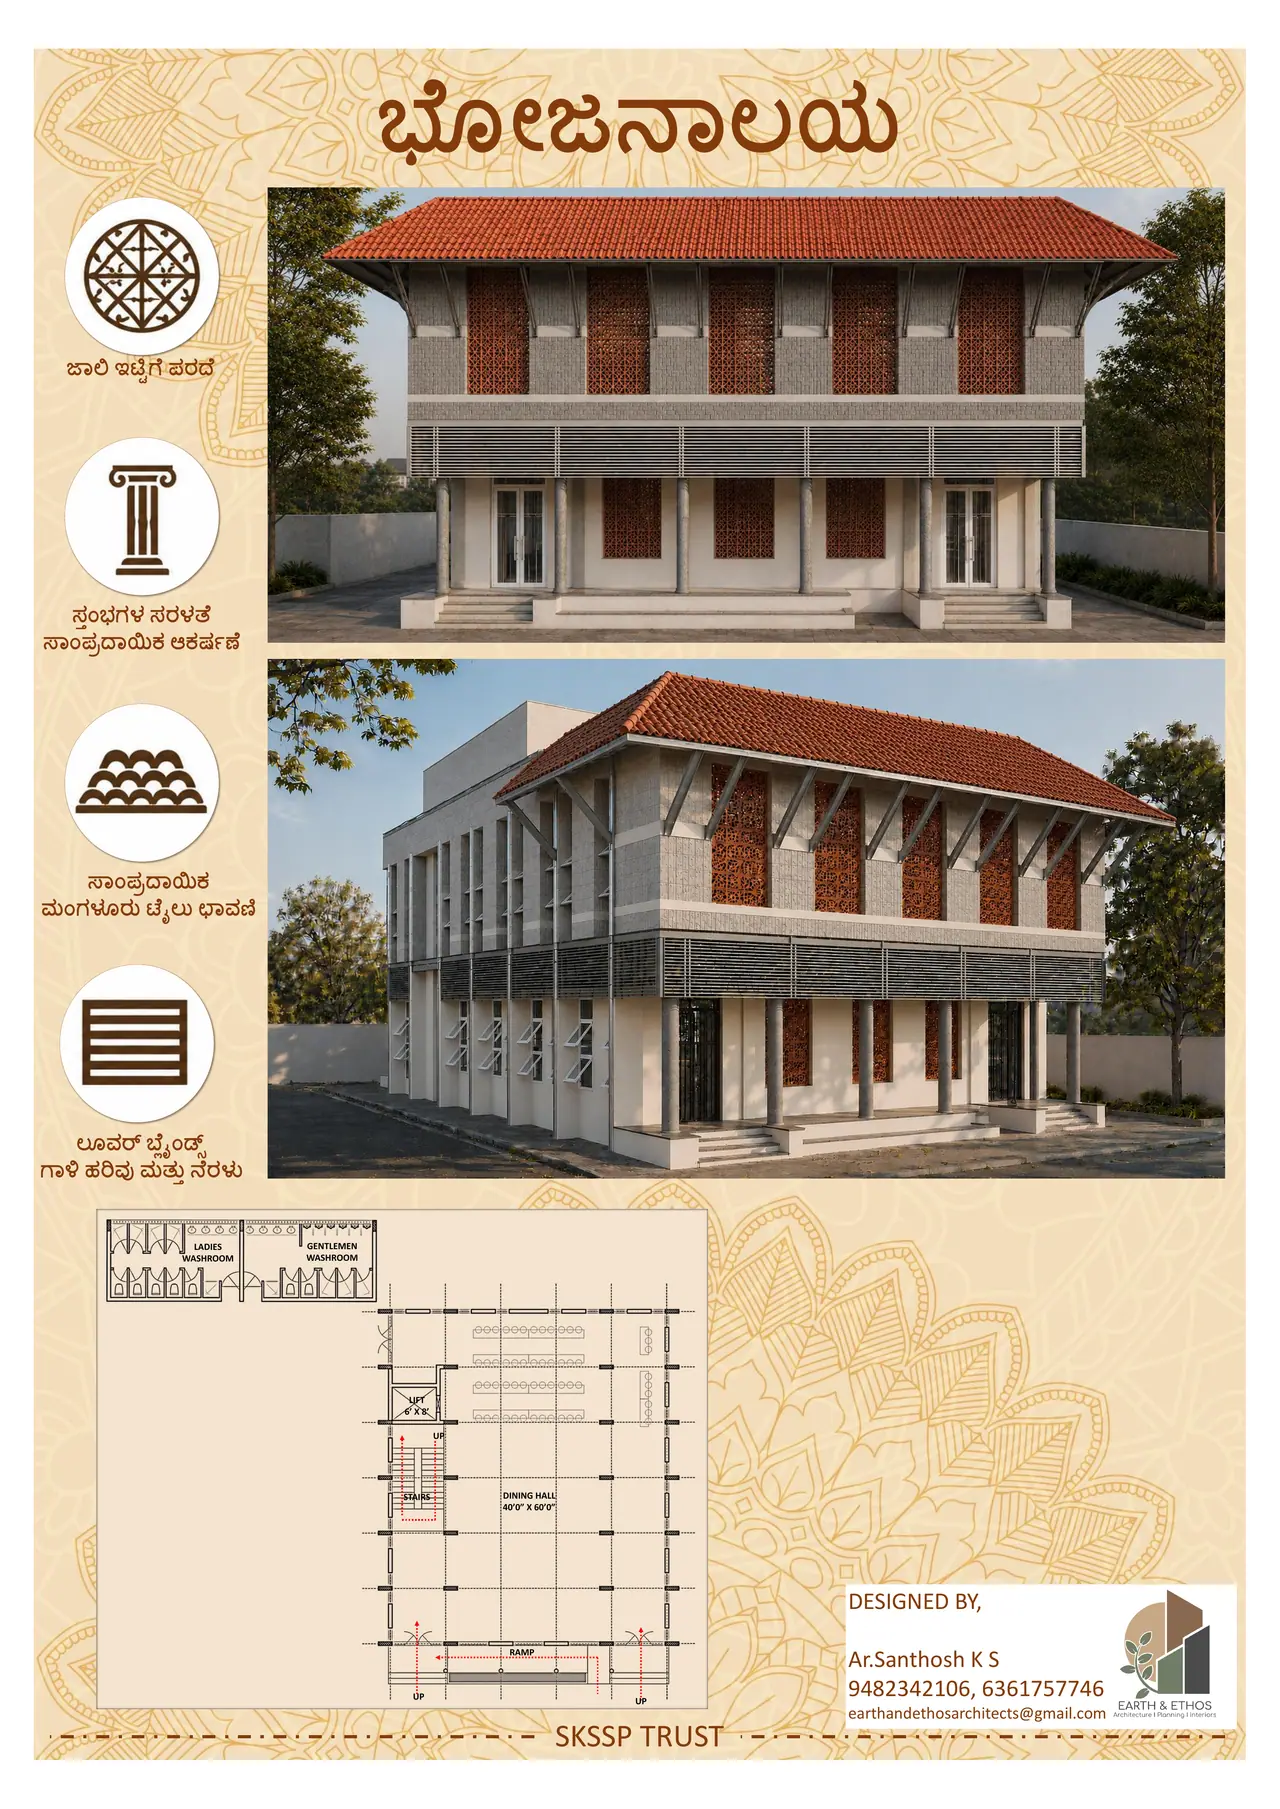 ಭೋಜನಾಲಯ
ಜಾಲಿ ಇಟ್ಟಿಗೆ ಪರದೆ
ಸ್ತಂಭಗಳ ಸರಳತೆ
ಸಾಂಪ್ರದಾಯಿಕ ಆಕರ್ಷಣೆ
ಸಾಂಪ್ರದಾಯಿಕ
ಮಂಗಳೂರು ಟೈಲು ಛಾವಣಿ
ಲೂವರ್ ಬ್ಲೈಂಡ್ಸ್
ಗಾಳಿ ಹರಿವು ಮತ್ತು ನೆರಳು
LADIES
WASHROOM
GENTLEMEN
WASHROOM
LIFT
6' X 8'
UP
STAIRS
DINING HALL
40'0" X 60'0"
RAMP
UP
UP
DESIGNED BY,
Ar.Santhosh K S
9482342106, 6361757746
earthandethosarchitects@gmail.com
EARTH & ETHOS
Architecture I Planning I Interiors
SKSSP TRUST